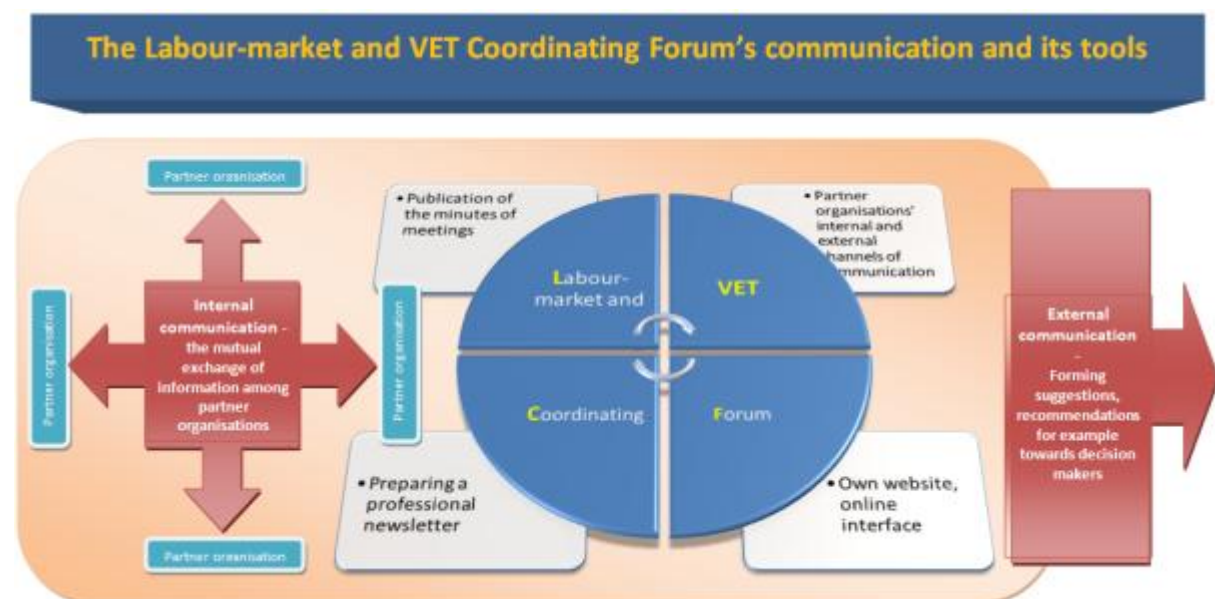 The Labour-market and VET Coordinating Forum's communication and its tools
Partner organisation
Partner organisation
Internal
communication -
the mutual
exchange of
information among
partner
organisations
Partner organisation
Partner organisation
• Publication of
the minutes of
meetings
• Partner
organisations'
internal and
external
channels of
communication
Labour-
market and
VET
Coordinating
Forum
• Preparing a
professional
newsletter
• Own website,
online
interface
External
communication
-
Forming
suggestions,
recommendations
for example
towards decision
makers